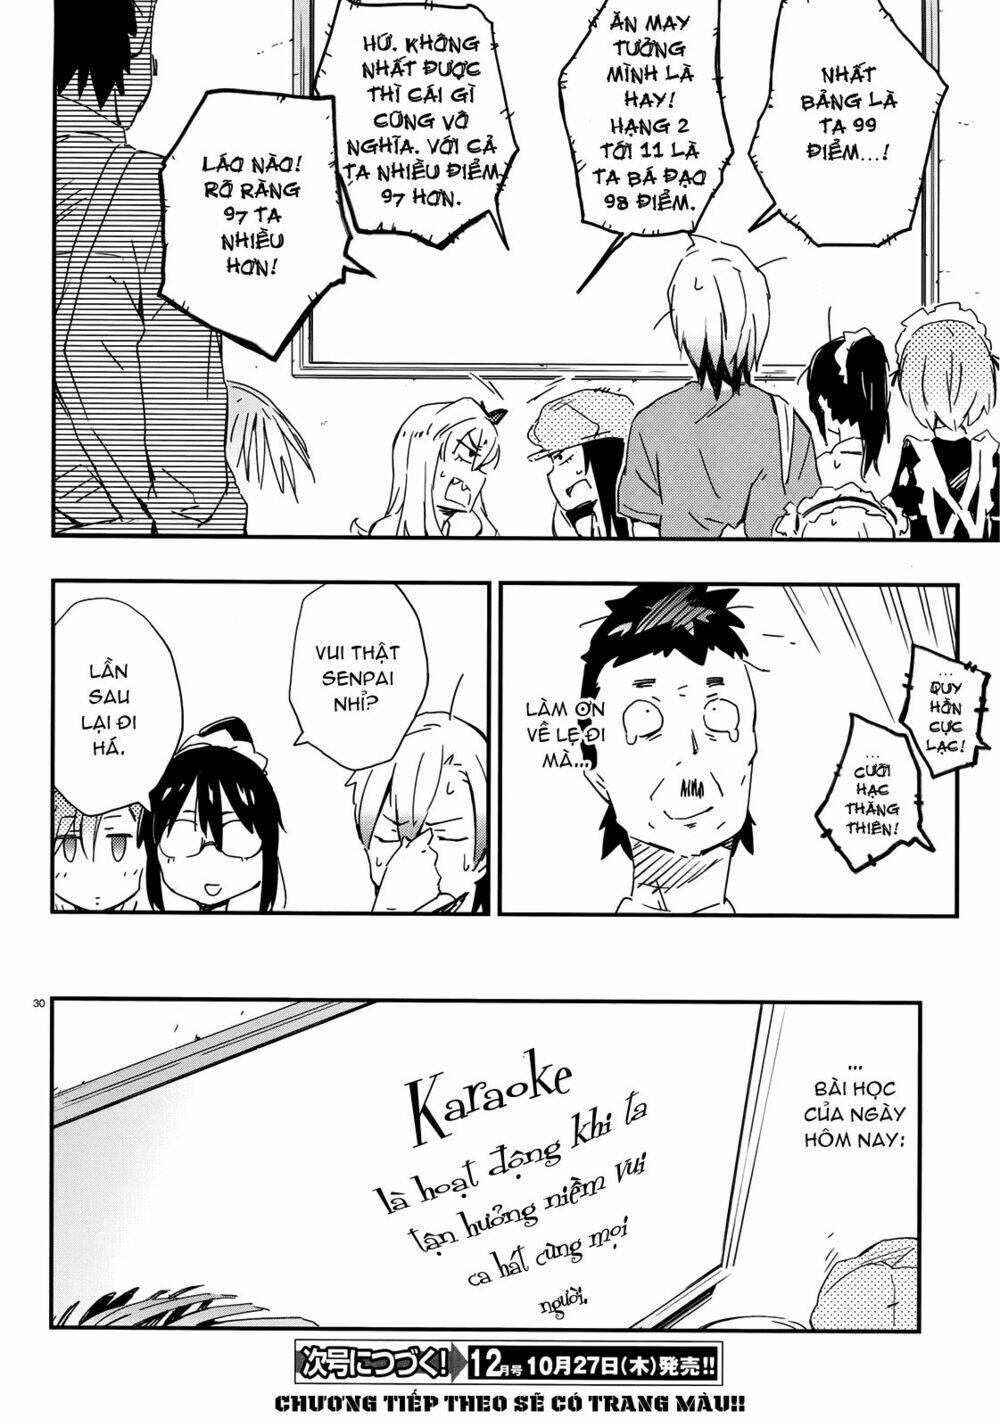 NHẤT
BẢNG LÀ
TA 99
ĐIỂM...!
ĂN MAY
TƯỞNG
MÌNH LÀ
HAY!
HẠNG 2
TỚI 11 LÀ
TA BÁ ĐẠO
98 ĐIỂM.
HỨ. KHÔNG
NHẤT ĐƯỢC
THÌ CÁI GÌ
CŨNG VÔ
NGHĨA. VỚI CẢ
TA NHIỀU ĐIỂM
97 HƠN.
LÁO NÀO!
RÕ RÀNG
97 TA
NHIỀU
HƠN!
...
QUY
HỒN
CỰC
LẠC!
...
CƯỠI
HẠC
THĂNG
THIÊN!
LÀM ƠN
VỀ LẸ ĐI
MÀ...
VUI THẬT
SENPAI
NHỈ?
LẦN
SAU
LẠI ĐI
HÁ.
30
...
BÀI HỌC
CỦA NGÀY
HÔM NAY:
Karaoke
là hoạt động khi ta
tận hưởng niềm vui
ca hát cùng mọi
người.
次号につづく! 12月号10月27日(木)発売!!
CHƯƠNG TIẾP THEO SẼ CÓ TRANG MÀU!!